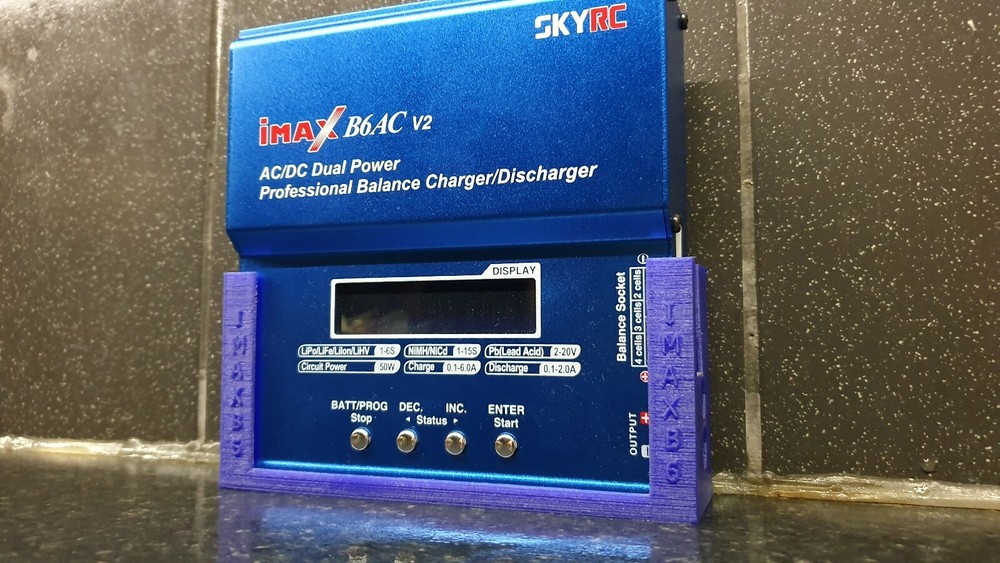 SKYRC
iMAX B6AC V2
AC/DC Dual Power
Professional Balance Charger/Discharger
DISPLAY
LiPo/LiFe/LiIon/LiHV 1-6S NiMH/NiCd 1-15S Pb(Lead Acid) 2-20V
Circuit Power 50W Charge 0.1-6.0A Discharge 0.1-2.0A
BATT/PROG DEC. INC. ENTER
Stop ◄ Status ► Start
Balance Socket
4 cells 3 cells 2 cells
OUTPUT
IMAXB6
IMAXB6